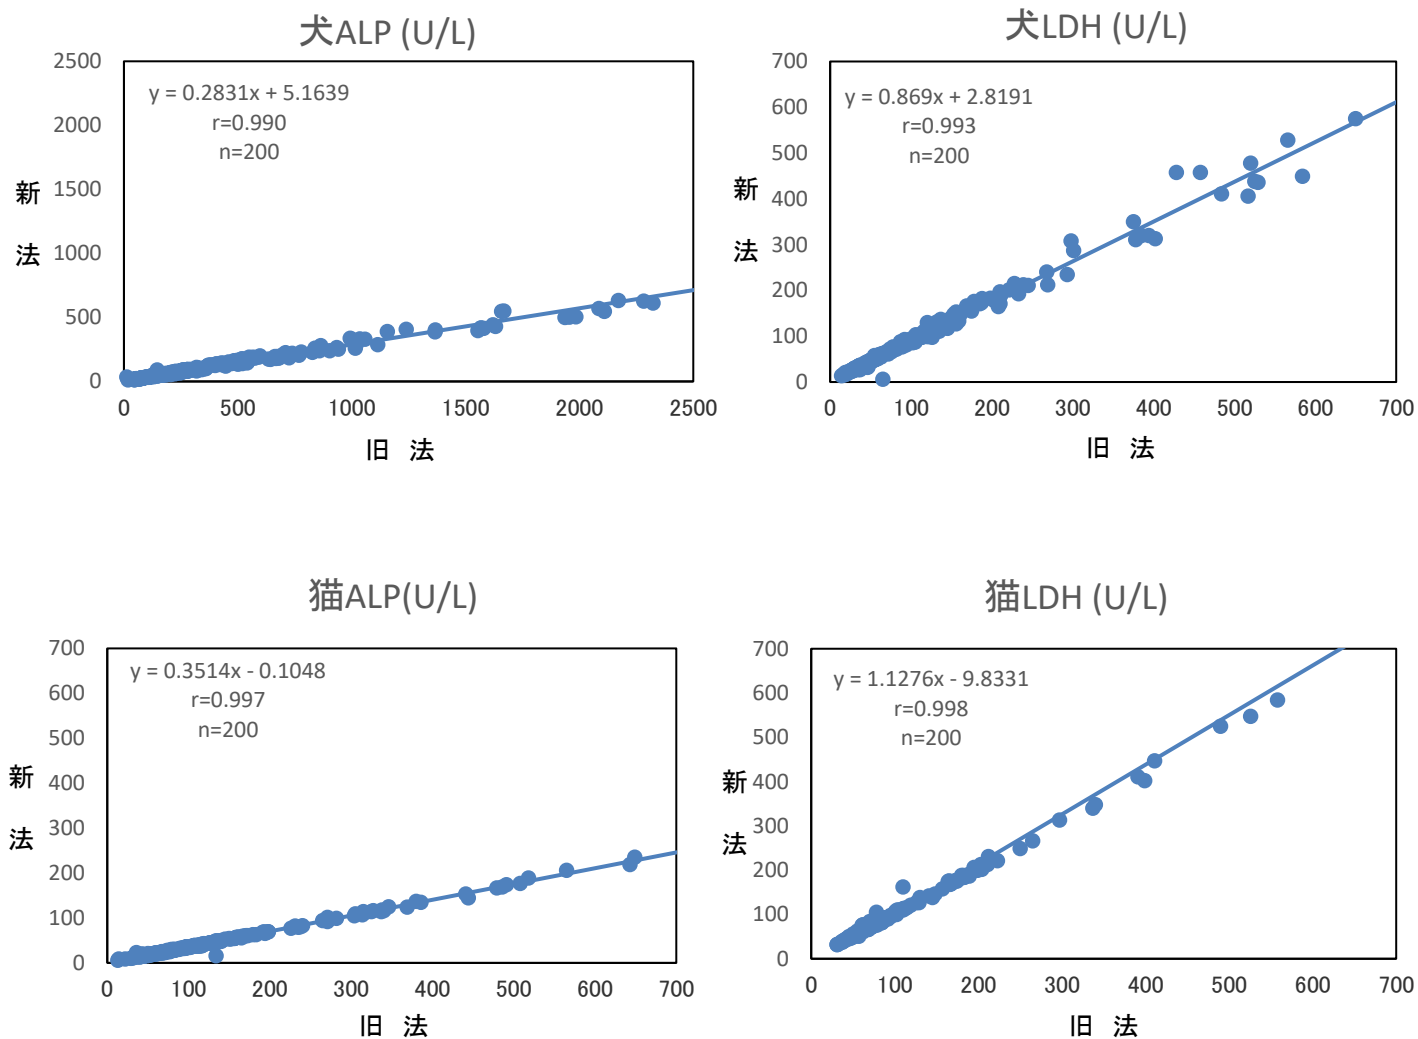 犬ALP (U/L)
2500
2000
1500
1000
500
0
y = 0.2831x + 5.1639
r=0.990
n=200
新
法
0 500 1000 1500 2000 2500
旧 法
犬LDH (U/L)
700
600
500
400
300
200
100
0
y = 0.869x + 2.8191
r=0.993
n=200
新
法
0 100 200 300 400 500 600 700
旧 法
猫ALP(U/L)
700
600
500
400
300
200
100
0
y = 0.3514x - 0.1048
r=0.997
n=200
新
法
0 100 200 300 400 500 600 700
旧 法
猫LDH (U/L)
700
600
500
400
300
200
100
0
y = 1.1276x - 9.8331
r=0.998
n=200
新
法
0 100 200 300 400 500 600 700
旧 法